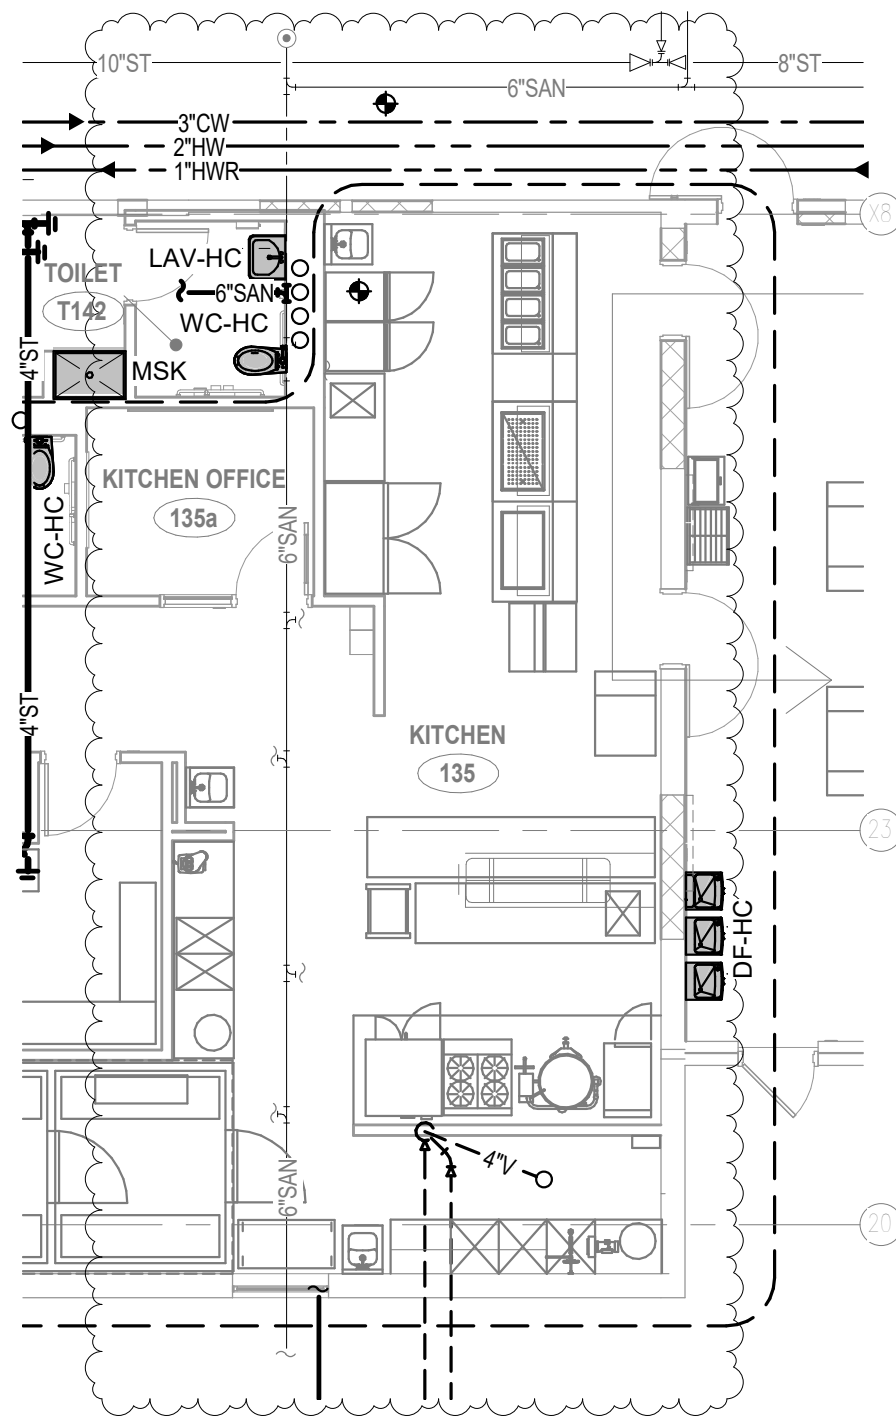 10"ST
8"ST
6"SAN
3"CW
2"HW
1"HWR
X8
LAV-HC
TOILET
T142
6"SAN
WC-HC
4"ST
MSK
KITCHEN OFFICE
135a
6"SAN
WC-HC
4"ST
KITCHEN
135
23
DF-HC
4"V
6"SAN
20